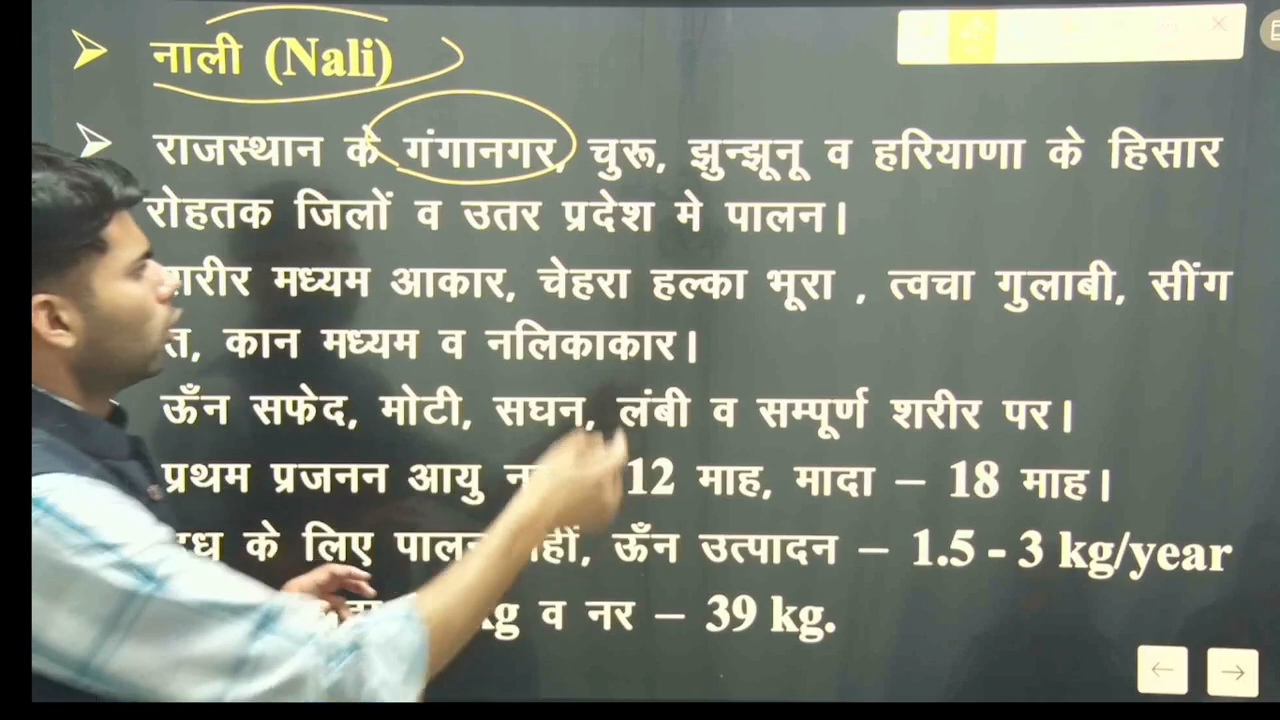 नाली (Nali)
राजस्थान के गंगानगर, चुरू, झुन्झूनू व हरियाणा के हिसार
रोहतक जिलों व उतर प्रदेश मे पालन।
मध्यम आकार, चेहरा हल्का भूरा , त्वचा गुलाबी, सींग
कान मध्यम व नलिकाकार।
ऊँन सफेद, मोटी, सघन, लंबी व सम्पूर्ण शरीर पर।
प्रथम प्रजनन आयु 12 माह, मादा – 18 माह।
के लिए ऊँन उत्पादन – 1.5 - 3 kg/year
व नर – 39 kg.